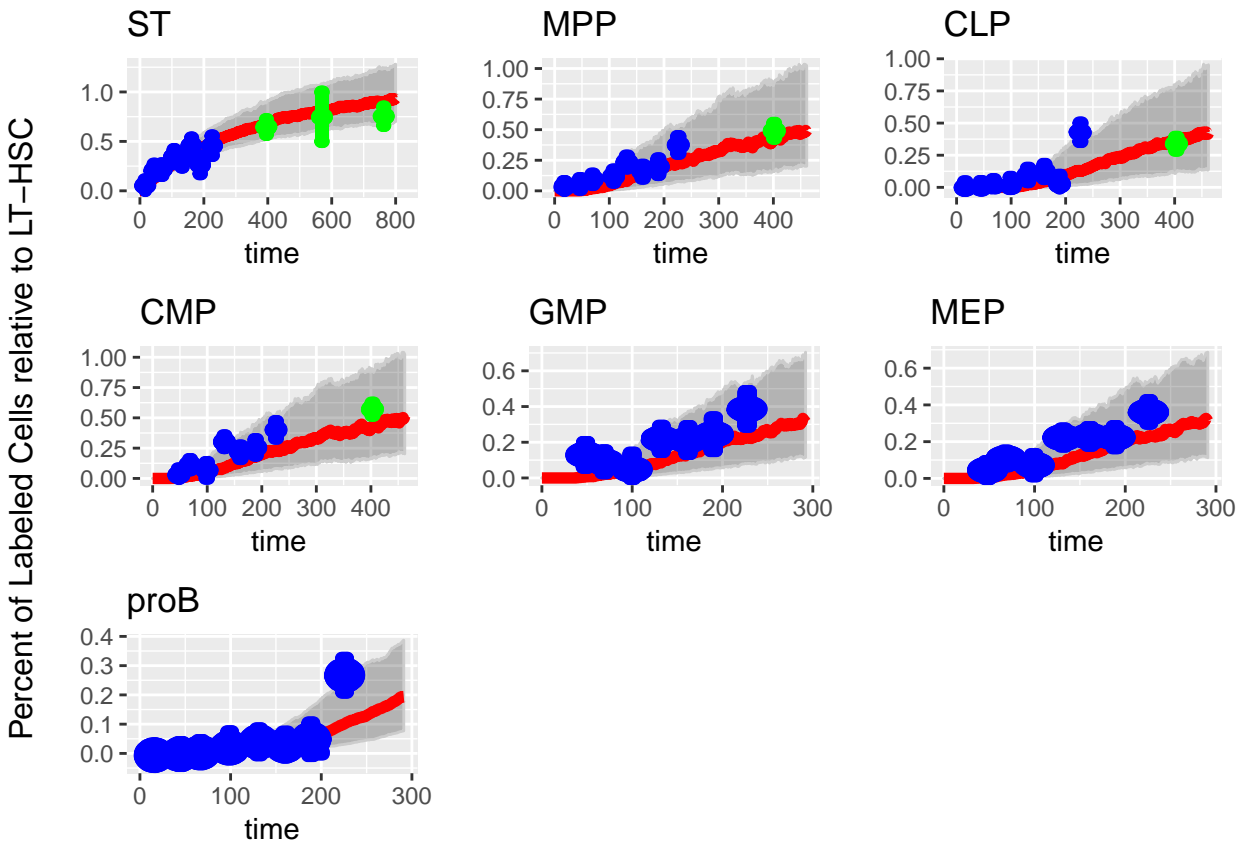 Percent of Labeled Cells relative to LT−HSC
ST
1.0
0.5
0.0
0 200 400 600 800
time
MPP
1.00
0.75
0.50
0.25
0.00
0 100 200 300 400
time
CLP
1.00
0.75
0.50
0.25
0.00
0 100 200 300 400
time
CMP
1.00
0.75
0.50
0.25
0.00
0 100 200 300 400
time
GMP
0.6
0.4
0.2
0.0
0 100 200 300
time
MEP
0.6
0.4
0.2
0.0
0 100 200 300
time
proB
0.4
0.3
0.2
0.1
0.0
0 100 200 300
time